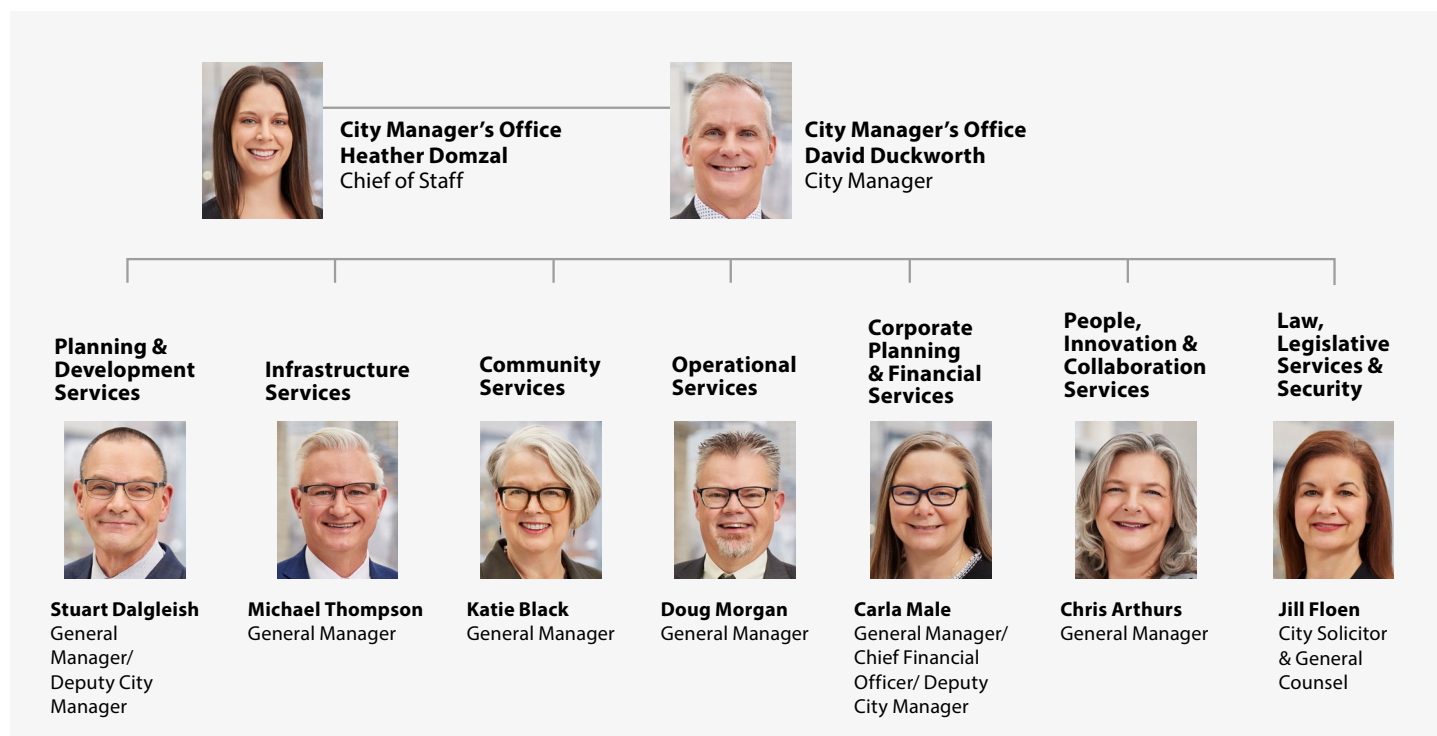 City Manager’s Office
Heather Domzal
Chief of Staff
City Manager’s Office
David Duckworth
City Manager
Planning &
Development
Services
Infrastructure
Services
Community
Services
Operational
Services
Corporate
Planning
& Financial
Services
People,
Innovation &
Collaboration
Services
Law,
Legislative
Services &
Security
Stuart Dalgleish
General
Manager/
Deputy City
Manager
Michael Thompson
General Manager
Katie Black
General Manager
Doug Morgan
General Manager
Carla Male
General Manager/
Chief Financial
Officer/ Deputy
City Manager
Chris Arthurs
General Manager
Jill Floen
City Solicitor
& General
Counsel